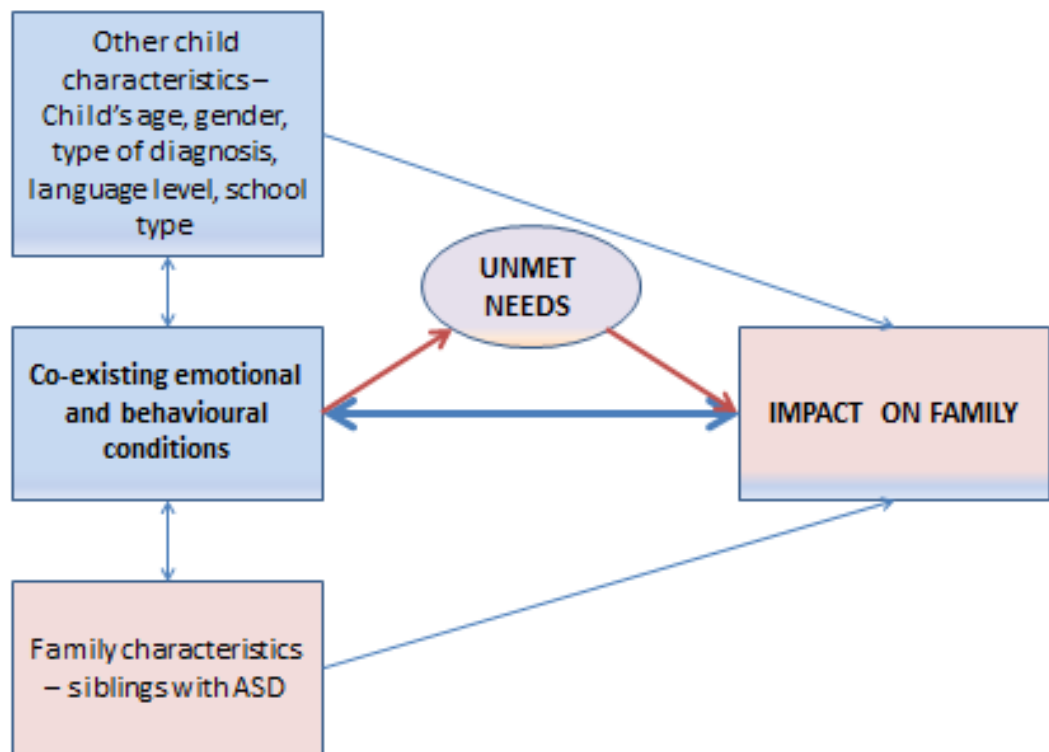 Other child
characteristics –
Child's age, gender,
type of diagnosis,
language level, school
type
UNMET
NEEDS
Co-existing emotional
and behavioural
conditions
IMPACT ON FAMILY
Family characteristics
– siblings with ASD